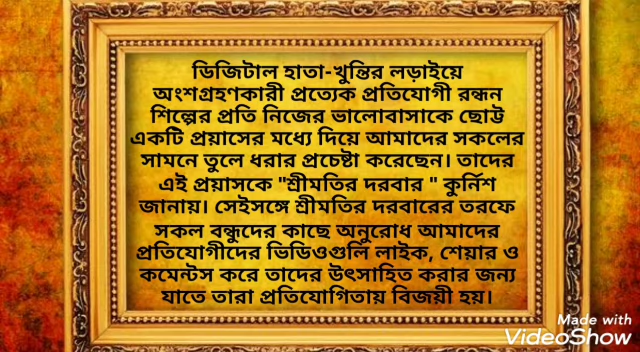 ডিজিটাল হাতা-খুন্তির লড়াইয়ে
অংশগ্রহণকারী প্রত্যেক প্রতিযোগী রন্ধন
শিল্পের প্রতি নিজের ভালোবাসাকে ছোট্ট
একটি প্রয়াসের মধ্যে দিয়ে আমাদের সকলের
সামনে তুলে ধরার প্রচেষ্টা করেছেন। তাদের
এই প্রয়াসকে "শ্রীমতির দরবার " কুর্নিশ
জানায়। সেইসঙ্গে শ্রীমতির দরবারের তরফে
সকল বন্ধুদের কাছে অনুরোধ আমাদের
প্রতিযোগীদের ভিডিওগুলি লাইক, শেয়ার ও
কমেন্টস করে তাদের উৎসাহিত করার জন্য
যাতে তারা প্রতিযোগিতায় বিজয়ী হয়।
Made with
VideoShow